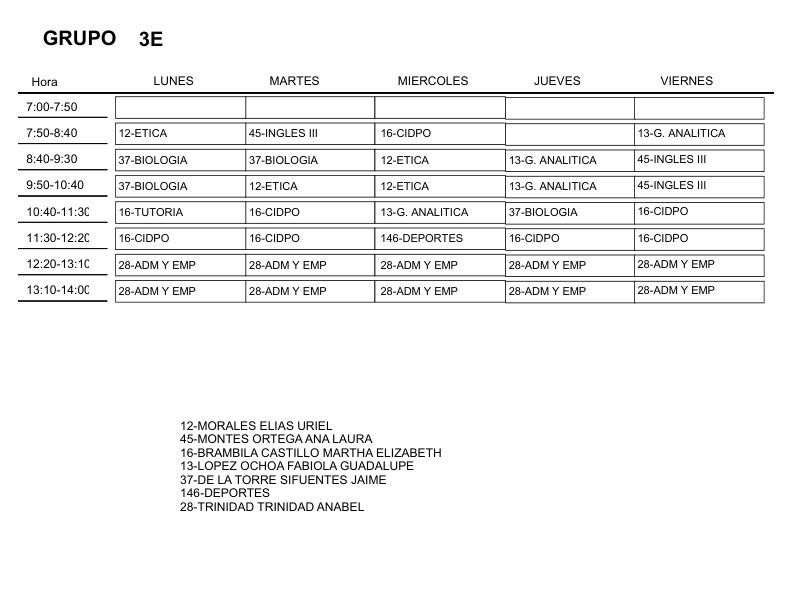 GRUPO 3E
Hora LUNES MARTES MIERCOLES JUEVES VIERNES
7:00-7:50
7:50-8:40 12-ETICA 45-INGLES III 16-CIDPO 13-G. ANALITICA
8:40-9:30 37-BIOLOGIA 37-BIOLOGIA 12-ETICA 13-G. ANALITICA 45-INGLES III
9:50-10:40 37-BIOLOGIA 12-ETICA 12-ETICA 13-G. ANALITICA 45-INGLES III
10:40-11:30 16-TUTORIA 16-CIDPO 13-G. ANALITICA 37-BIOLOGIA 16-CIDPO
11:30-12:20 16-CIDPO 16-CIDPO 146-DEPORTES 16-CIDPO 16-CIDPO
12:20-13:10 28-ADM Y EMP 28-ADM Y EMP 28-ADM Y EMP 28-ADM Y EMP 28-ADM Y EMP
13:10-14:00 28-ADM Y EMP 28-ADM Y EMP 28-ADM Y EMP 28-ADM Y EMP 28-ADM Y EMP
12-MORALES ELIAS URIEL
45-MONTES ORTEGA ANA LAURA
16-BRAMBILA CASTILLO MARTHA ELIZABETH
13-LOPEZ OCHOA FABIOLA GUADALUPE
37-DE LA TORRE SIFUENTES JAIME
146-DEPORTES
28-TRINIDAD TRINIDAD ANABEL